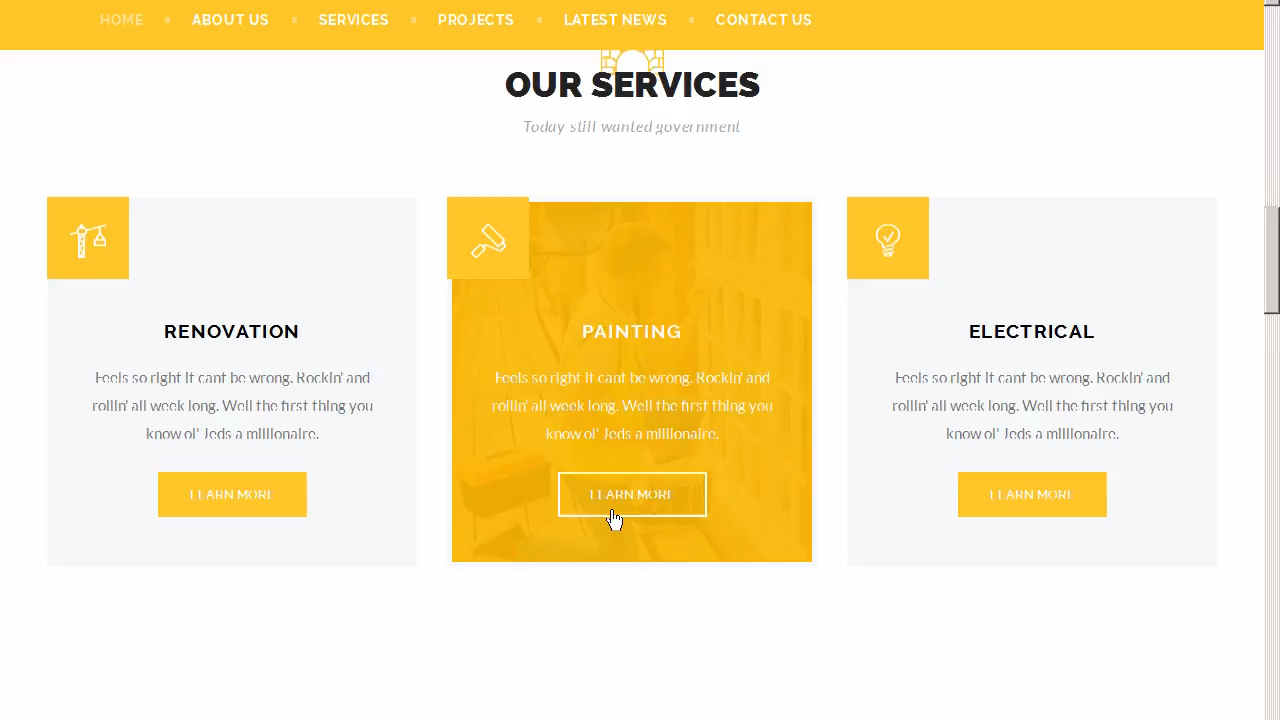 HOME ABOUT US SERVICES PROJECTS LATEST NEWS CONTACT US
OUR SERVICES
Today still wanted government
RENOVATION
Feels so right it cant be wrong. Rockin' and
rollin' all week long. Well the first thing you
know ol' Jeds a millionaire.
LEARN MORE
PAINTING
Feels so right it cant be wrong. Rockin' and
rollin' all week long. Well the first thing you
know ol' Jeds a millionaire.
LEARN MORE
ELECTRICAL
Feels so right it cant be wrong. Rockin' and
rollin' all week long. Well the first thing you
know ol' Jeds a millionaire.
LEARN MORE